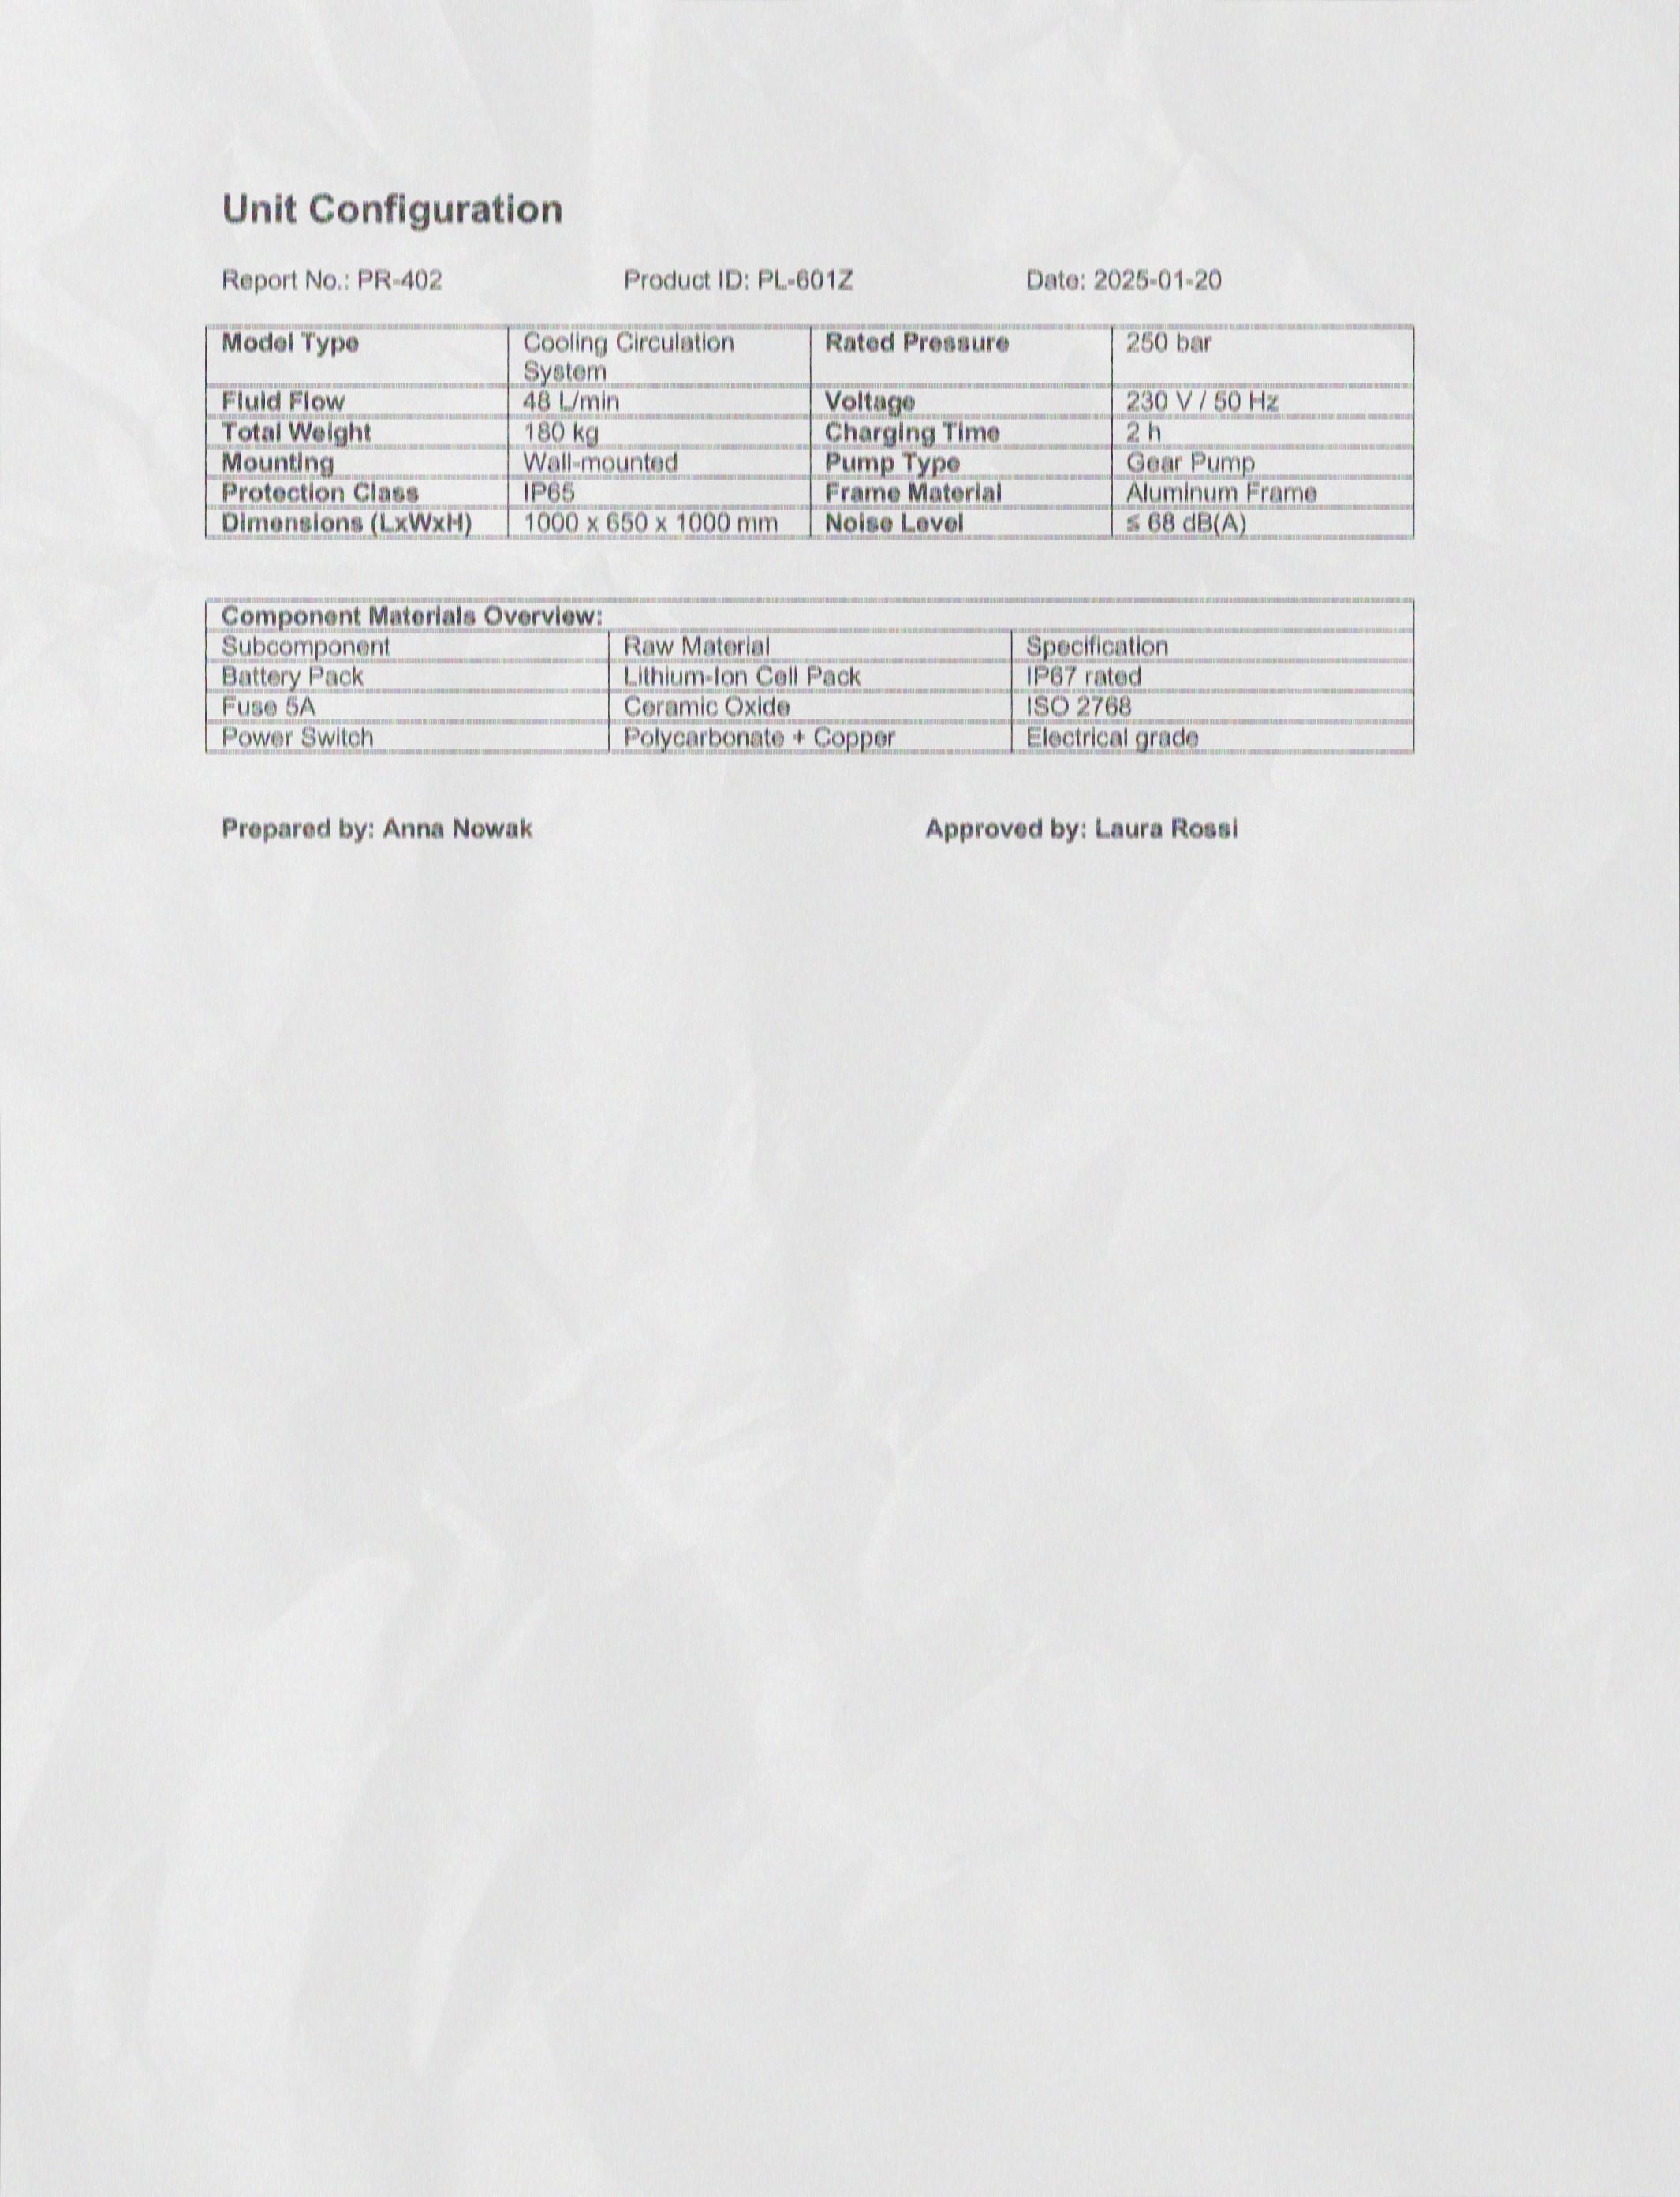 Unit Configuration
Report No.: PR-402 Product ID: PL-601Z Date: 2025-01-20
Model Type Cooling Circulation System Rated Pressure 250 bar
Fluid Flow 48 L/min Voltage 230 V / 50 Hz
Total Weight 180 kg Charging Time 2 h
Mounting Wall-mounted Pump Type Gear Pump
Protection Class IP65 Frame Material Aluminum Frame
Dimensions (LxWxH) 1000 x 650 x 1000 mm Noise Level ≤ 68 dB(A)
Component Materials Overview:
Subcomponent Raw Material Specification
Battery Pack Lithium-Ion Cell Pack IP67 rated
Fuse 5A Ceramic Oxide ISO 2768
Power Switch Polycarbonate + Copper Electrical grade
Prepared by: Anna Nowak Approved by: Laura Rossi